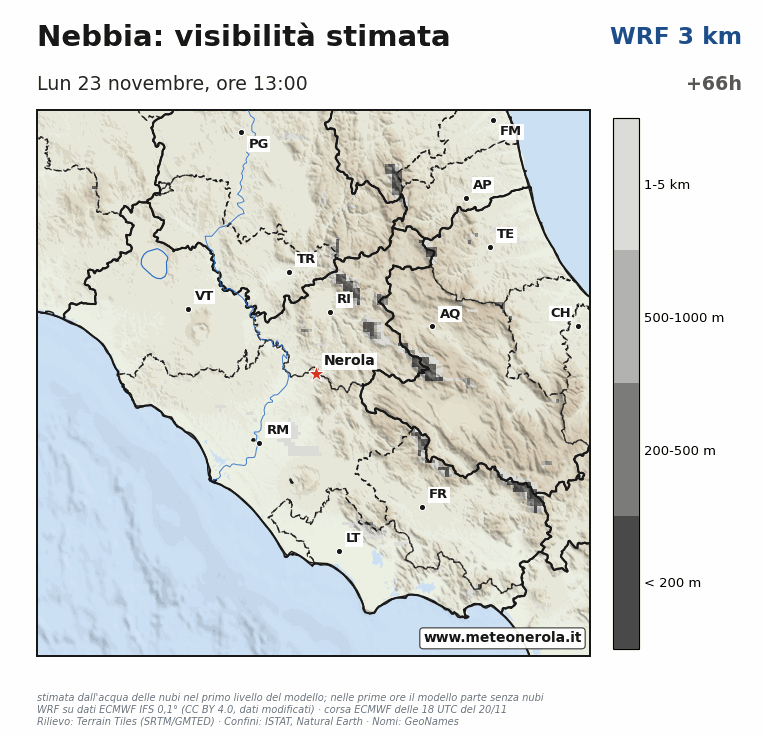 Nebbia: visibilità stimata
WRF 3 km
Lun 23 novembre, ore 13:00
+66h
FM
PG
AP
TE
TR
VT
RI
AQ
CH
Nerola
RM
FR
LT
www.meteonerola.it
1-5 km
500-1000 m
200-500 m
< 200 m
stimata dall'acqua delle nubi nel primo livello del modello; nelle prime ore il modello parte senza nubi
WRF su dati ECMWF IFS 0,1° (CC BY 4.0, dati modificati) · corsa ECMWF delle 18 UTC del 20/11
Rilievo: Terrain Tiles (SRTM/GMTED) · Confini: ISTAT, Natural Earth · Nomi: GeoNames